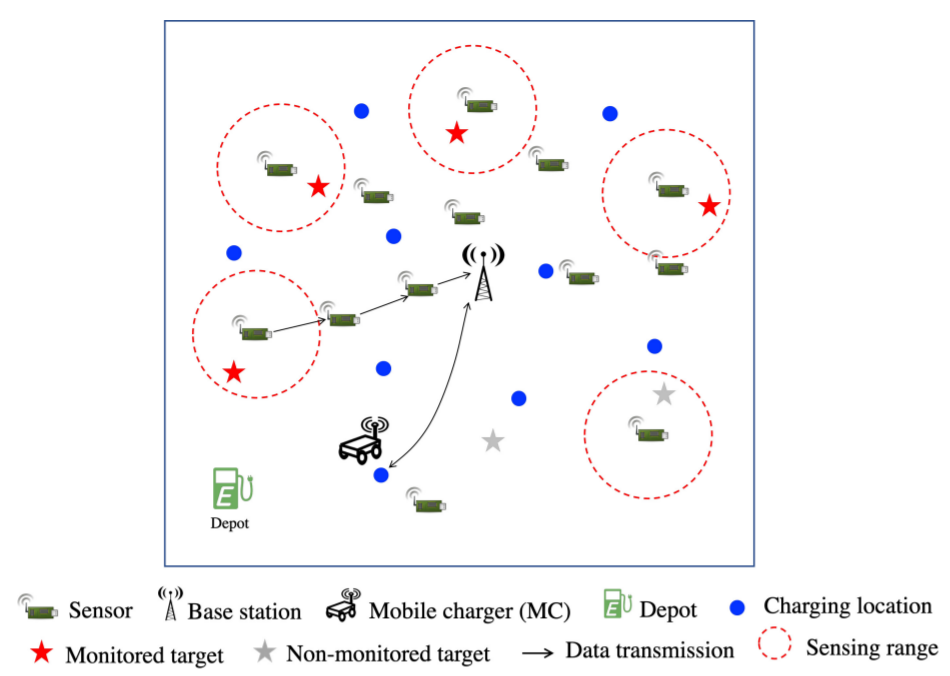 E
Depot
Sensor
Base station
Mobile charger (MC)
E
Depot
Charging location
Monitored target
Non-monitored target
Data transmission
Sensing range